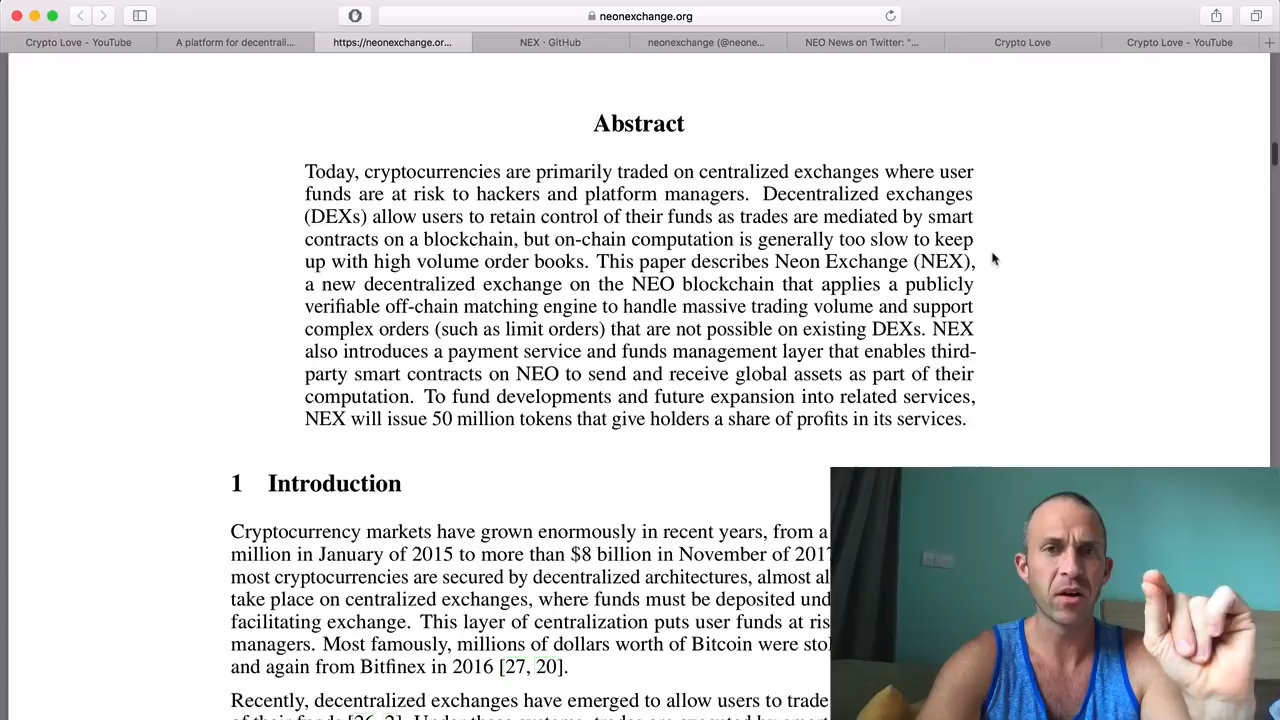 neonexchange.org
Crypto Love - YouTube
A platform for decentrali...
https://neonexchange.or...
NEX · GitHub
neonexchange (@neone...
NEO News on Twitter: "...
Crypto Love
Crypto Love - YouTube
Abstract
Today, cryptocurrencies are primarily traded on centralized exchanges where user
funds are at risk to hackers and platform managers. Decentralized exchanges
(DEXs) allow users to retain control of their funds as trades are mediated by smart
contracts on a blockchain, but on-chain computation is generally too slow to keep
up with high volume order books. This paper describes Neon Exchange (NEX),
a new decentralized exchange on the NEO blockchain that applies a publicly
verifiable off-chain matching engine to handle massive trading volume and support
complex orders (such as limit orders) that are not possible on existing DEXs. NEX
also introduces a payment service and funds management layer that enables third-
party smart contracts on NEO to send and receive global assets as part of their
computation. To fund developments and future expansion into related services,
NEX will issue 50 million tokens that give holders a share of profits in its services.
1 Introduction
Cryptocurrency markets have grown enormously in recent years, from a
million in January of 2015 to more than $8 billion in November of 2017
most cryptocurrencies are secured by decentralized architectures, almost al
take place on centralized exchanges, where funds must be deposited und
facilitating exchange. This layer of centralization puts user funds at ris
managers. Most famously, millions of dollars worth of Bitcoin were stol
and again from Bitfinex in 2016 [27, 20].
Recently, decentralized exchanges have emerged to allow users to trade